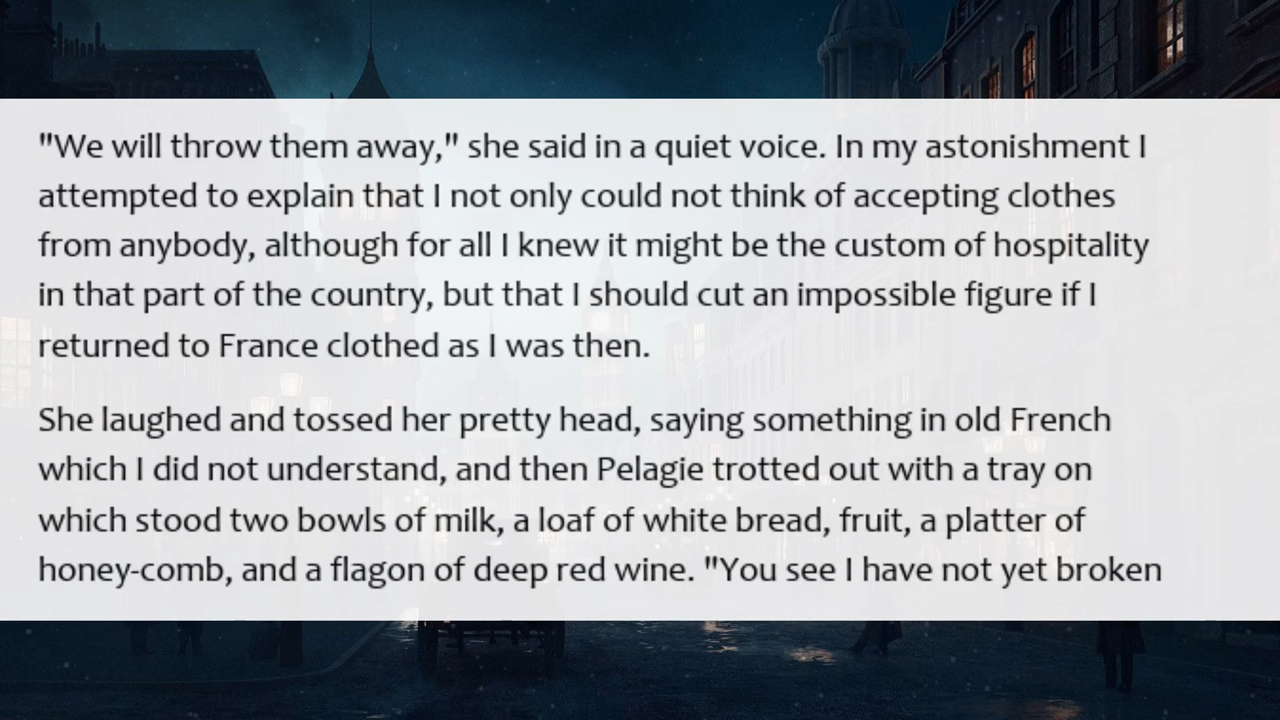 "We will throw them away," she said in a quiet voice. In my astonishment I
attempted to explain that I not only could not think of accepting clothes
from anybody, although for all I knew it might be the custom of hospitality
in that part of the country, but that I should cut an impossible figure if I
returned to France clothed as I was then.
She laughed and tossed her pretty head, saying something in old French
which I did not understand, and then Pelagie trotted out with a tray on
which stood two bowls of milk, a loaf of white bread, fruit, a platter of
honey-comb, and a flagon of deep red wine. "You see I have not yet broken